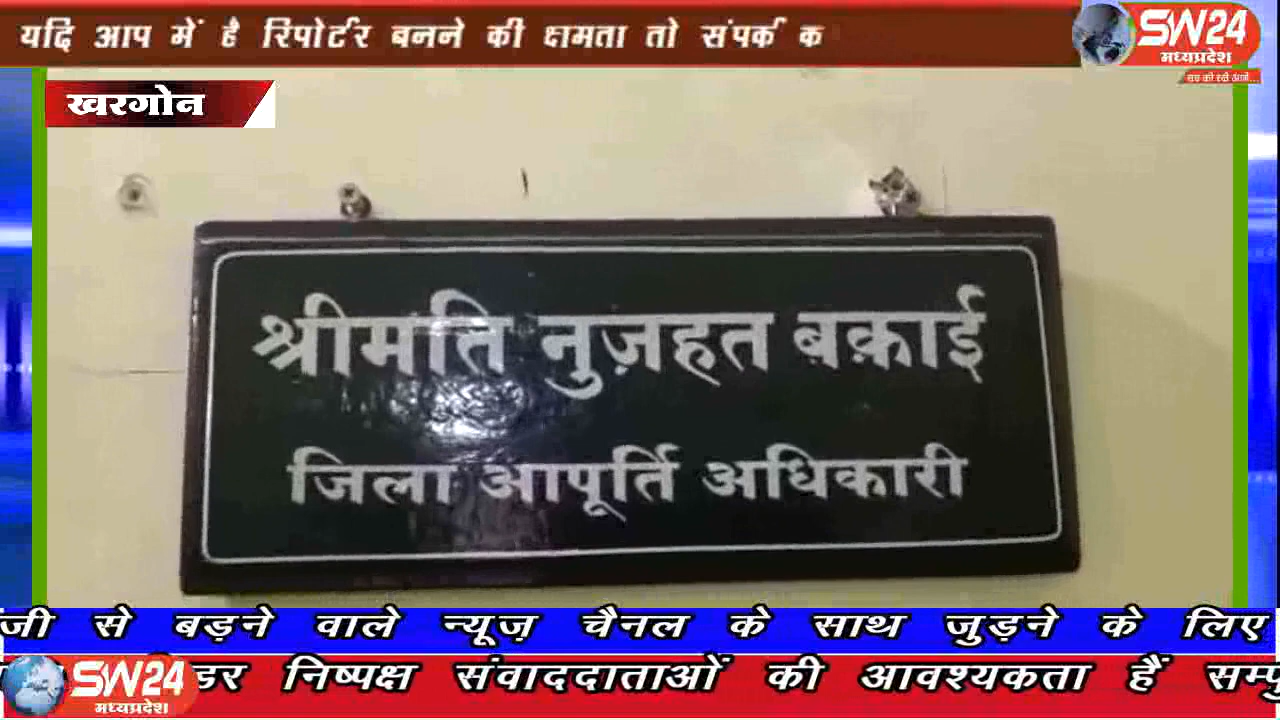 यदि आप में है रिपोर्टर बनने की क्षमता तो संपर्क क
SW24
मध्यप्रदेश
खरगोन
श्रीमति नुज़हत बक़ाई
जिला आपूर्ति अधिकारी
से बड़ने वाले न्यूज़ चैनल के साथ जुड़ने के लिए
SW24
मध्यप्रदेश
डर निष्पक्ष संवाददाताओं की आवश्यकता हैं सम्पु